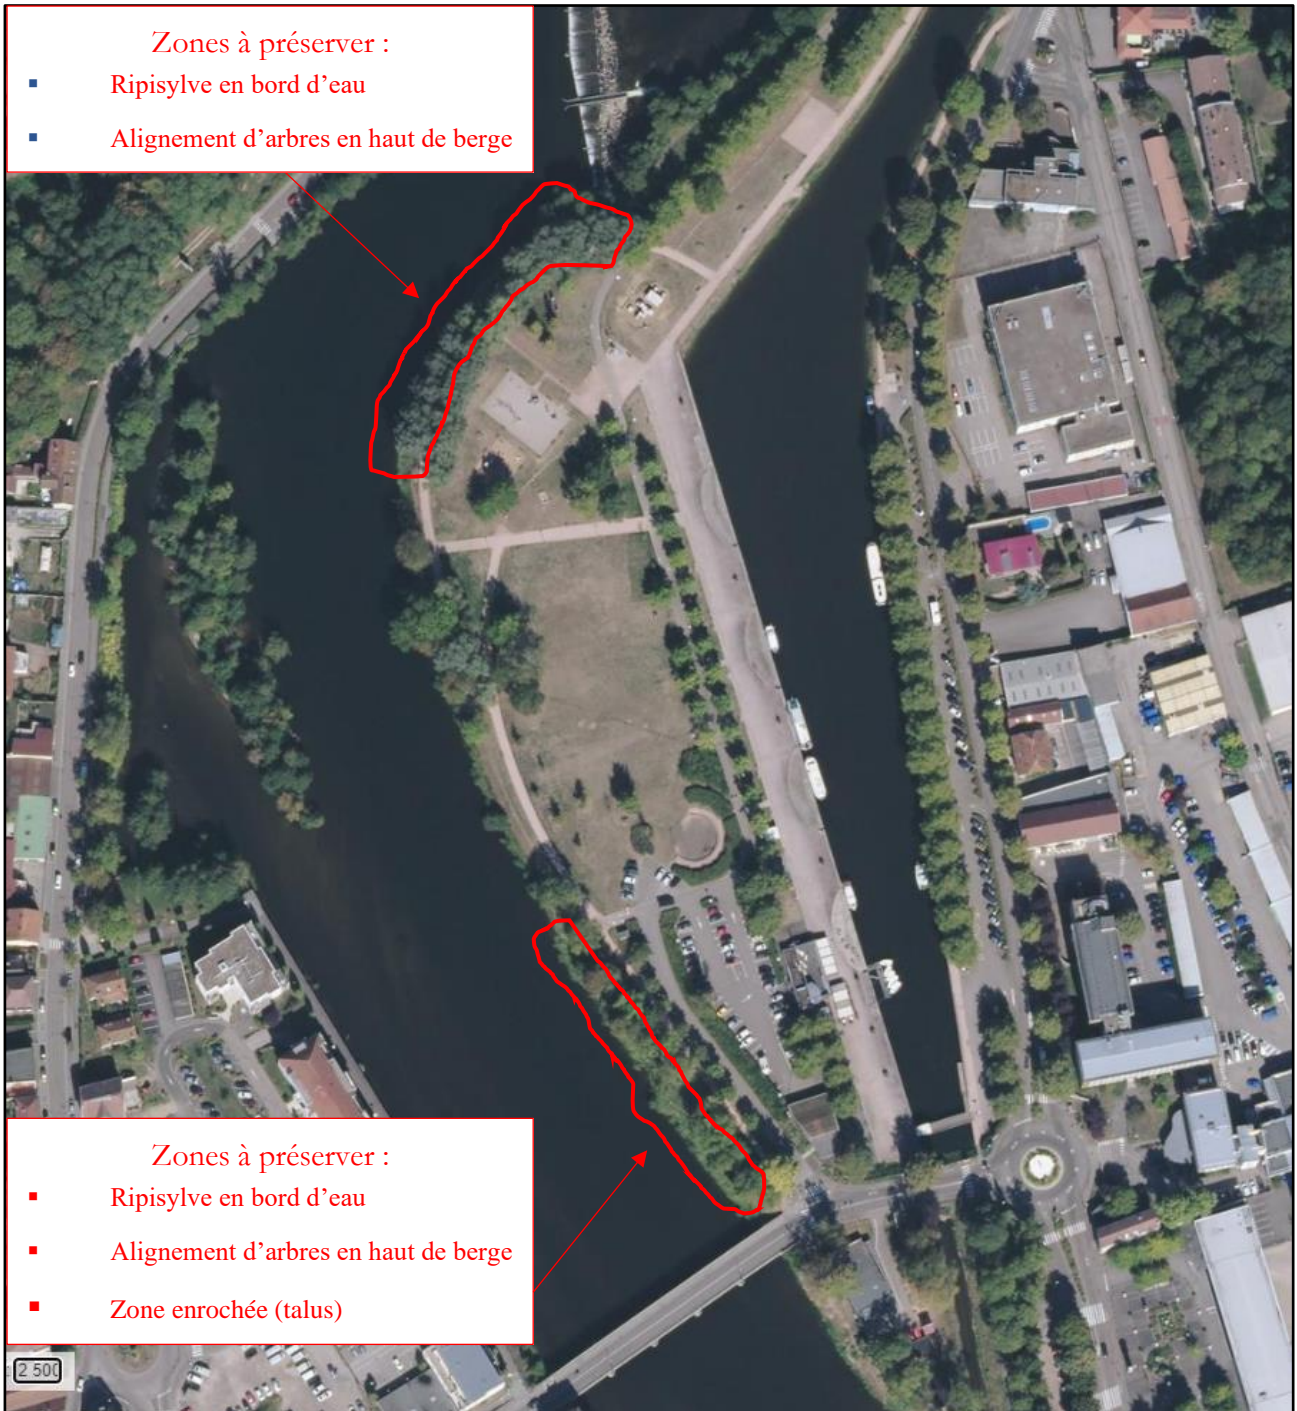 Zones à préserver :
▪ Ripisylve en bord d’eau
▪ Alignement d’arbres en haut de berge
Zones à préserver :
▪ Ripisylve en bord d’eau
▪ Alignement d’arbres en haut de berge
▪ Zone enrochée (talus)
2 500